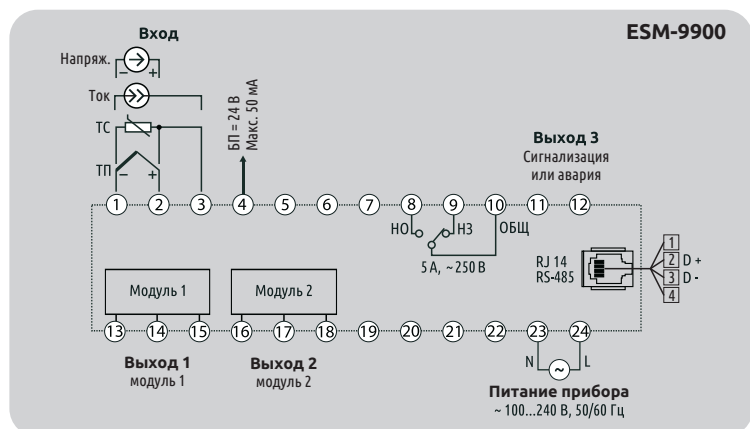 ESM-9900
Вход
Напряж.
− +
Ток
ТС
ТП
− +
БП = 24 В
Макс. 50 мА
Выход 3
Сигнализация
или авария
1 2 3 4 5 6 7 8 9 10 11 12
НО НЗ ОБЩ
5 А, ~ 250 В
RJ 14
RS-485
1
2 D +
3 D -
4
Модуль 1 Модуль 2
13 14 15 16 17 18 19 20 21 22 23 24
Выход 1
модуль 1
Выход 2
модуль 2
N ~ L
Питание прибора
~ 100...240 В, 50/60 Гц